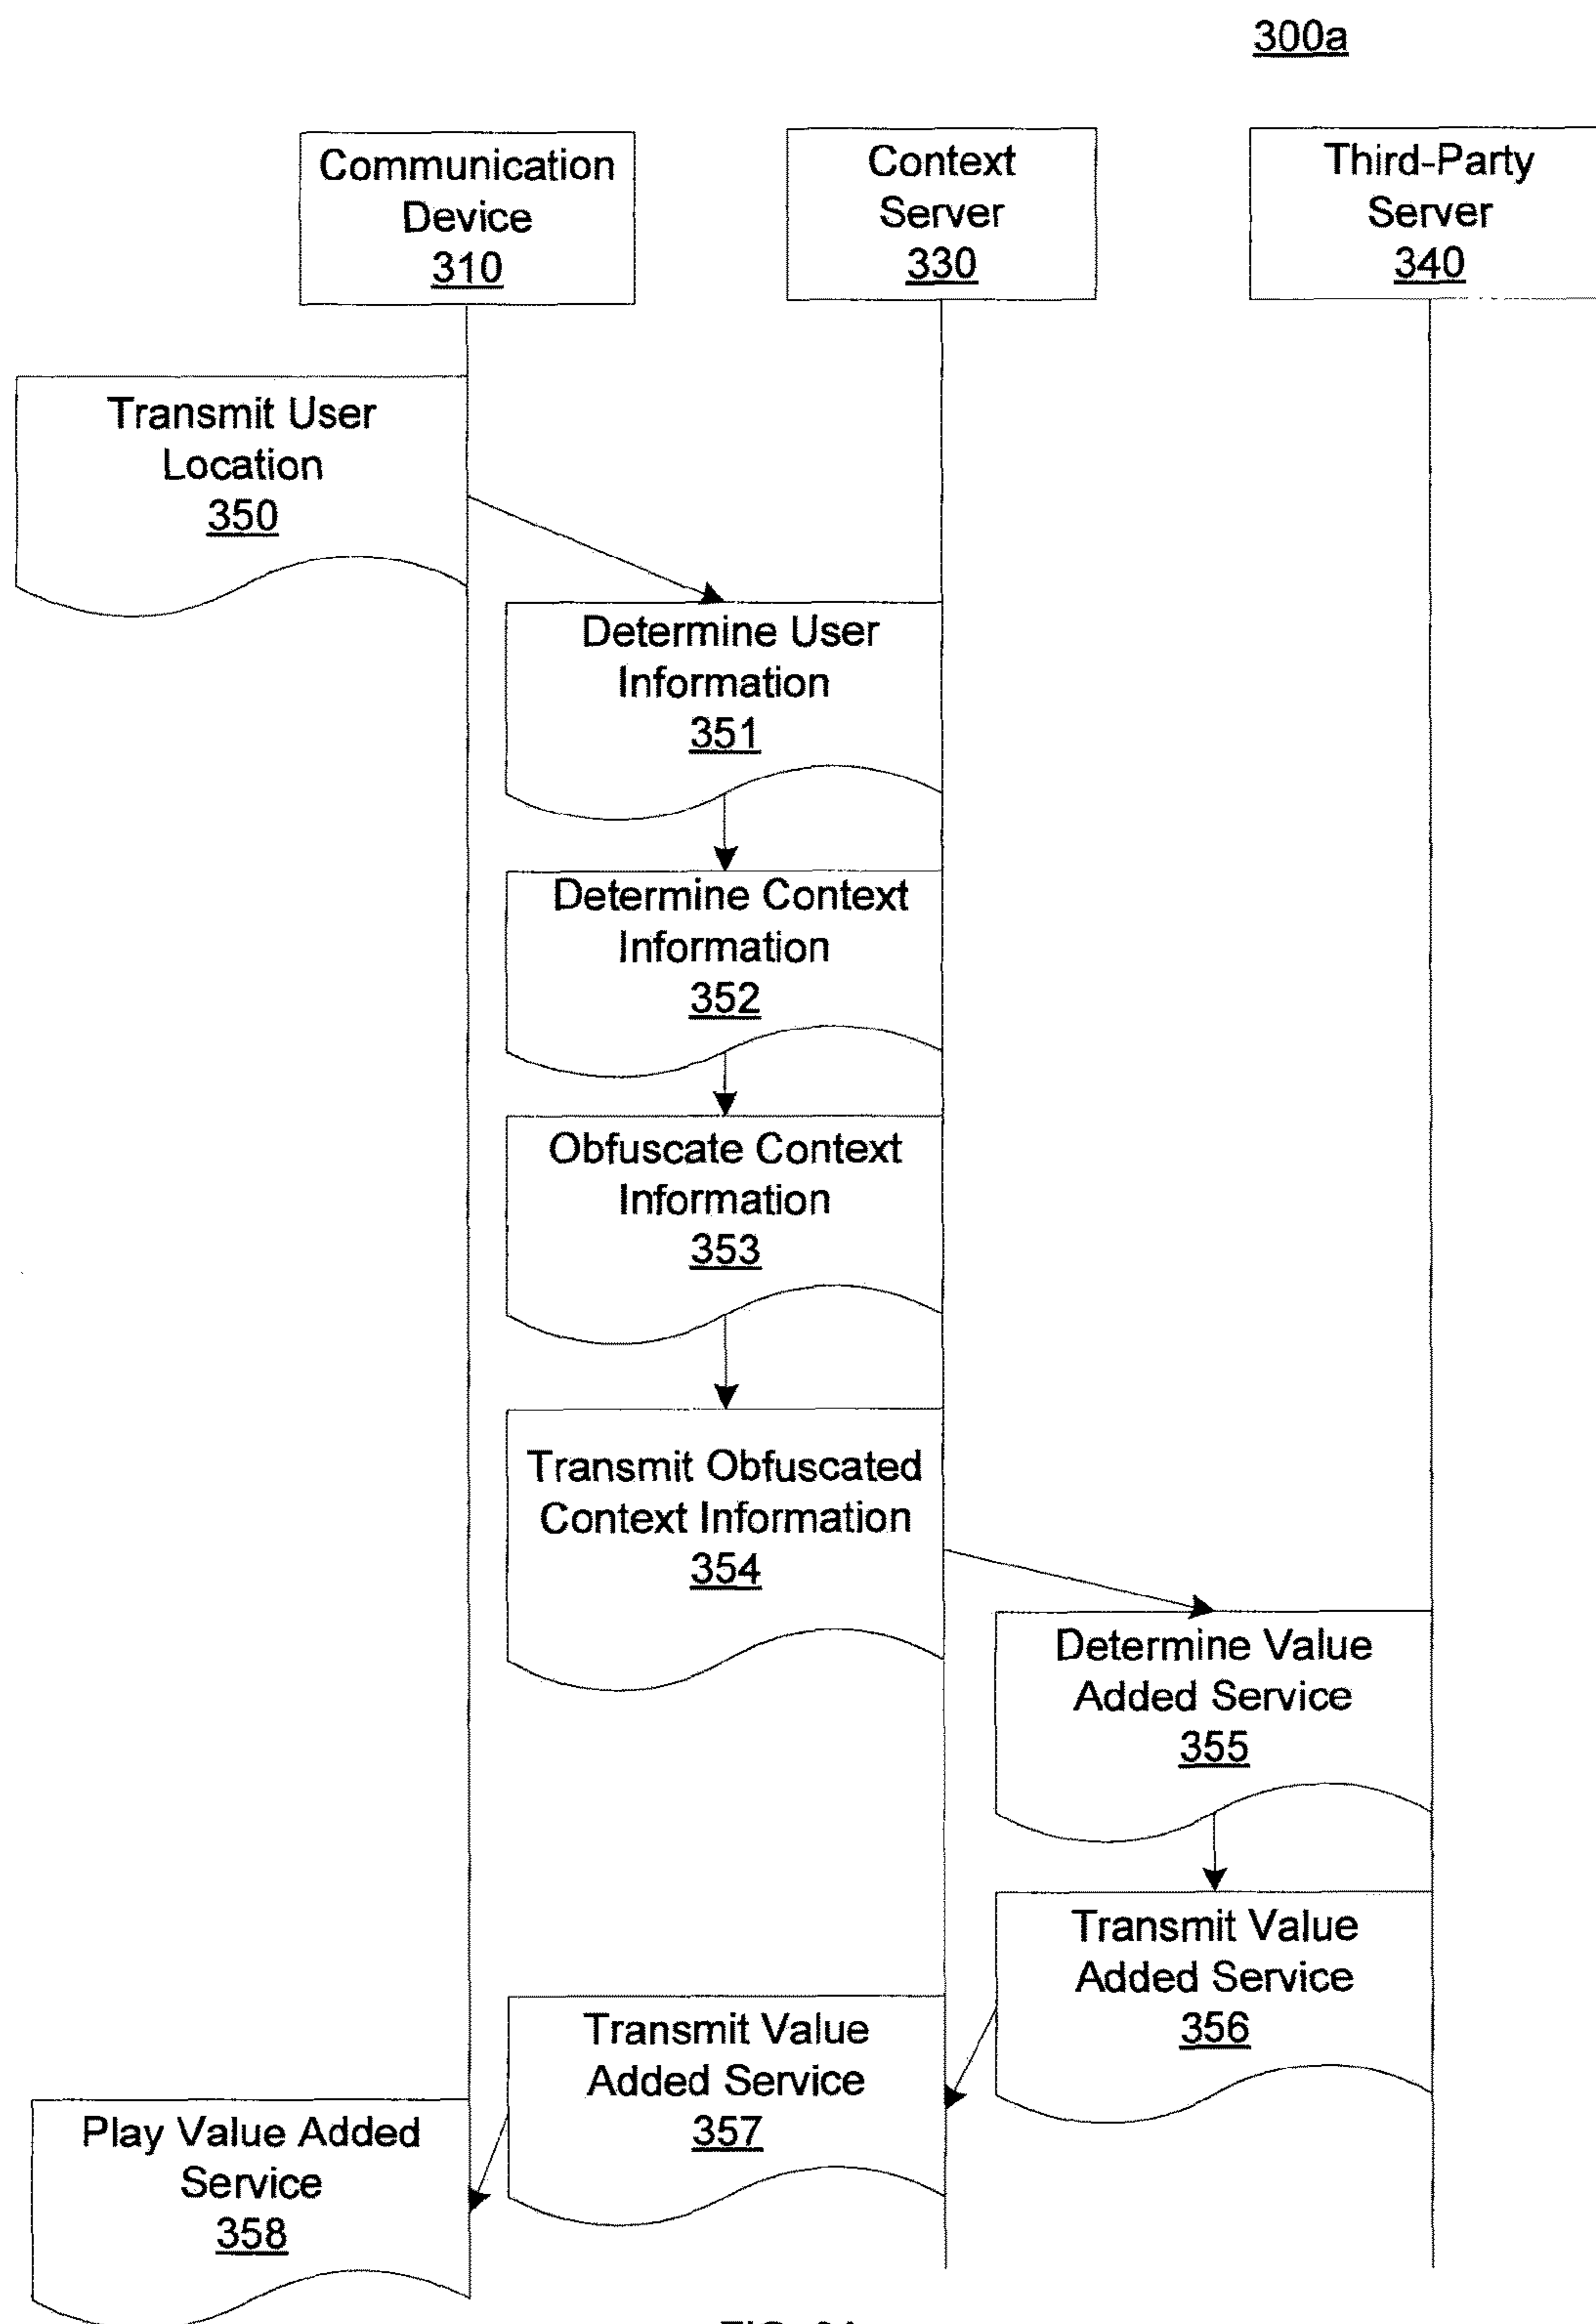 300a
Communication
Device
310
Context
Server
330
Third-Party
Server
340
Transmit User
Location
350
Determine User
Information
351
Determine Context
Information
352
Obfuscate Context
Information
353
Transmit Obfuscated
Context Information
354
Determine Value
Added Service
355
Transmit Value
Added Service
356
Transmit Value
Added Service
357
Play Value Added
Service
358